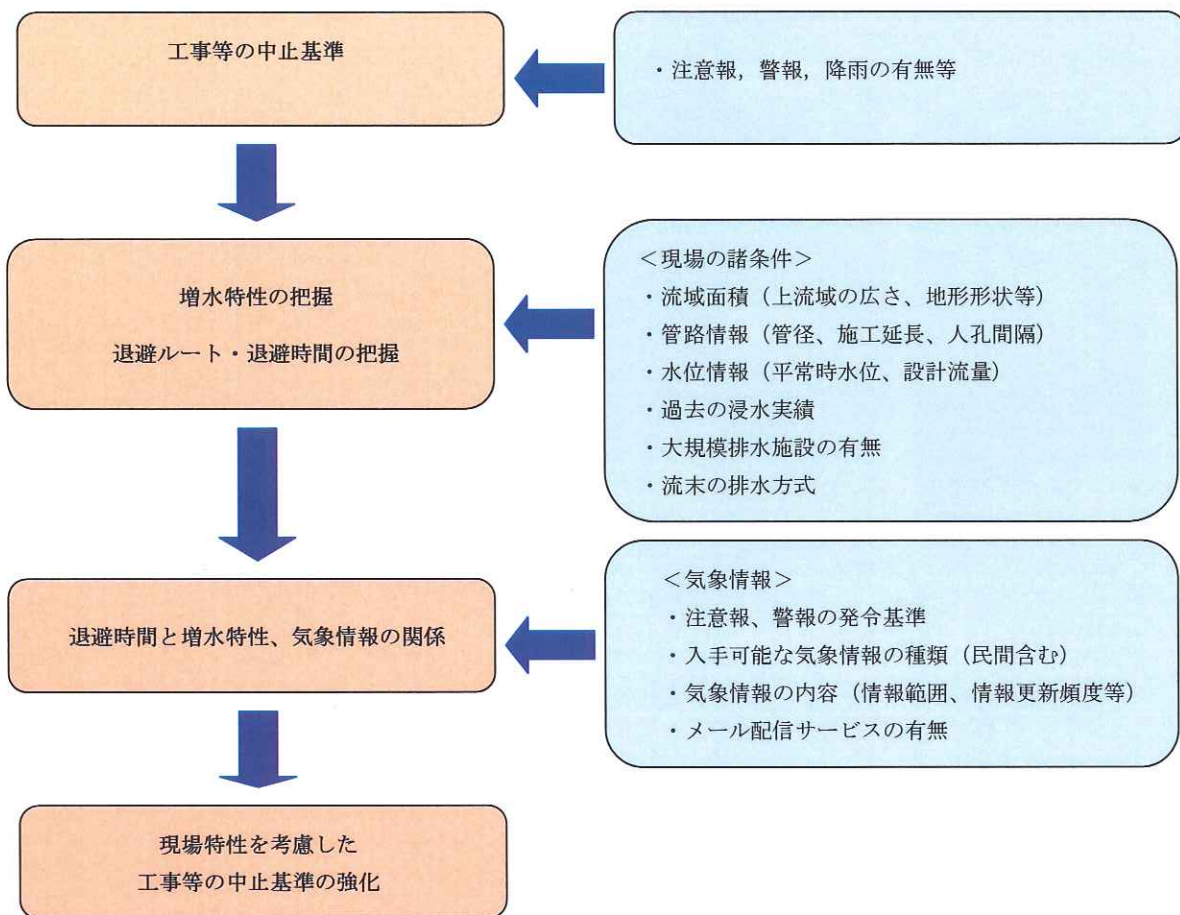 工事等の中止基準
・注意報，警報，降雨の有無等
増水特性の把握
退避ルート・退避時間の把握
＜現場の諸条件＞
・流域面積（上流域の広さ、地形形状等）
・管路情報（管径、施工延長、人孔間隔）
・水位情報（平常時水位、設計流量）
・過去の浸水実績
・大規模排水施設の有無
・流末の排水方式
退避時間と増水特性、気象情報の関係
＜気象情報＞
・注意報、警報の発令基準
・入手可能な気象情報の種類（民間含む）
・気象情報の内容（情報範囲、情報更新頻度等）
・メール配信サービスの有無
現場特性を考慮した
工事等の中止基準の強化